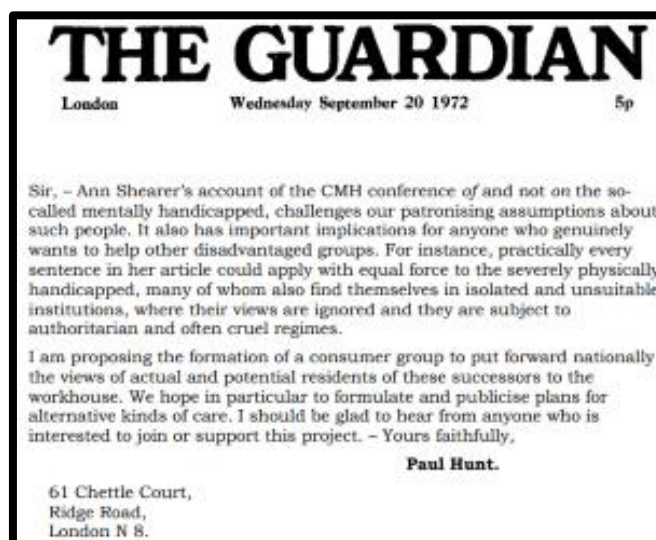 THE GUARDIAN
London Wednesday September 20 1972 5p
Sir, – Ann Shearer's account of the CMH conference of and not on the so-
called mentally handicapped, challenges our patronising assumptions about
such people. It also has important implications for anyone who genuinely
wants to help other disadvantaged groups. For instance, practically every
sentence in her article could apply with equal force to the severely physically
handicapped, many of whom also find themselves in isolated and unsuitable
institutions, where their views are ignored and they are subject to
authoritarian and often cruel regimes.
I am proposing the formation of a consumer group to put forward nationally
the views of actual and potential residents of these successors to the
workhouse. We hope in particular to formulate and publicise plans for
alternative kinds of care. I should be glad to hear from anyone who is
interested to join or support this project. – Yours faithfully,
Paul Hunt.
61 Chettle Court,
Ridge Road,
London N 8.